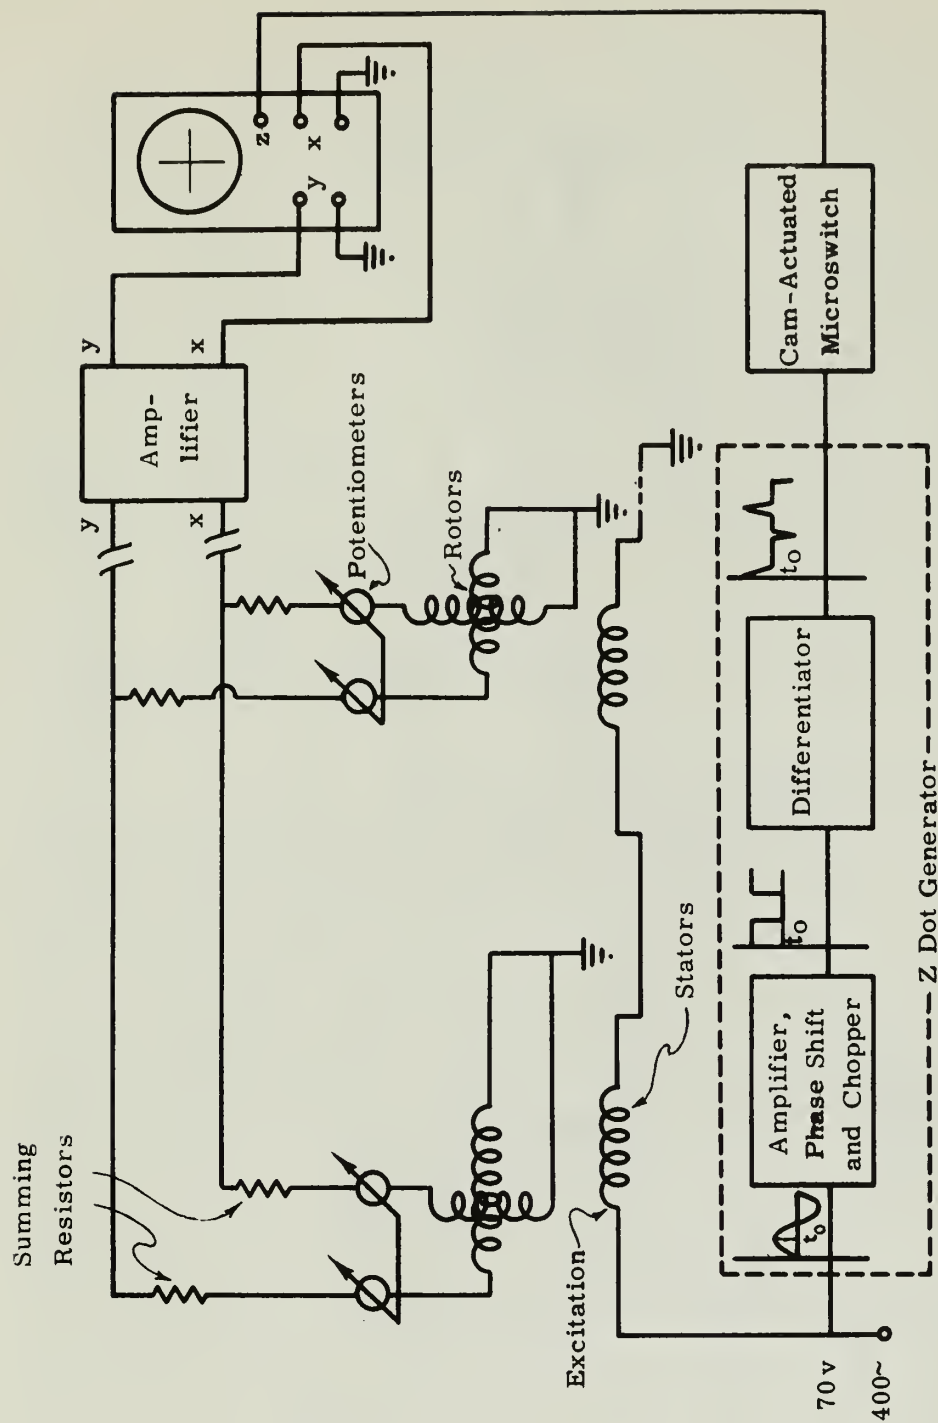 Summing
Resistors
y
x
Amp-
lifier
y
x
z
y
x
Potentiometers
Rotors
Excitation
Stators
70 v
400~
t₀
Amplifier,
Phase Shift
and Chopper
t₀
Differentiator
t₀
Cam-Actuated
Microswitch
Z Dot Generator